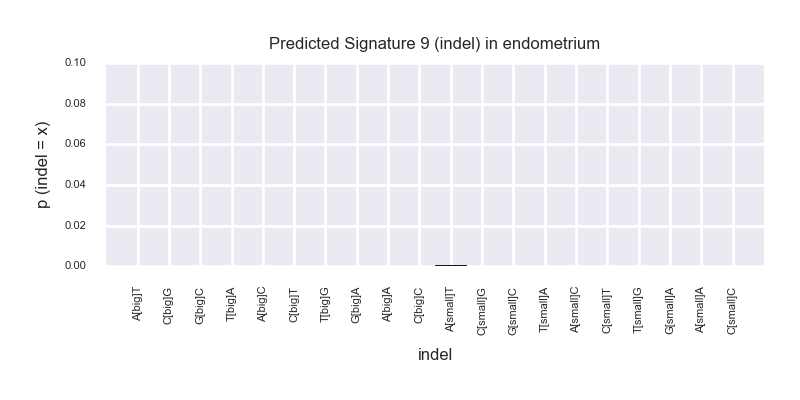 Predicted Signature 9 (indel) in endometrium
p (indel = x)
0.10
0.08
0.06
0.04
0.02
0.00
A[big]T
C[big]G
G[big]C
T[big]A
A[big]C
C[big]T
T[big]G
G[big]A
A[big]A
C[big]C
A[small]T
C[small]G
G[small]C
T[small]A
A[small]C
C[small]T
T[small]G
G[small]A
A[small]A
C[small]C
indel